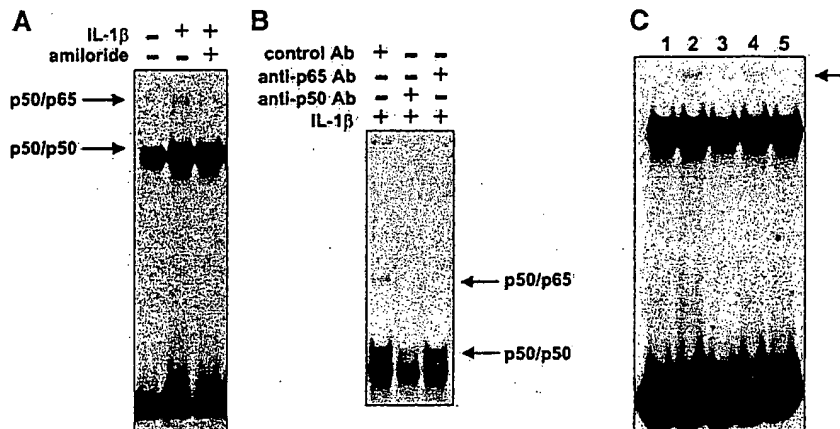 A
IL-1β − + +
amiloride +
p50/p65
p50/p50
B
control Ab + − −
anti-p65 Ab − − +
anti-p50 Ab − + −
IL-1β + + +
p50/p65
p50/p50
C
1 2 3 4 5